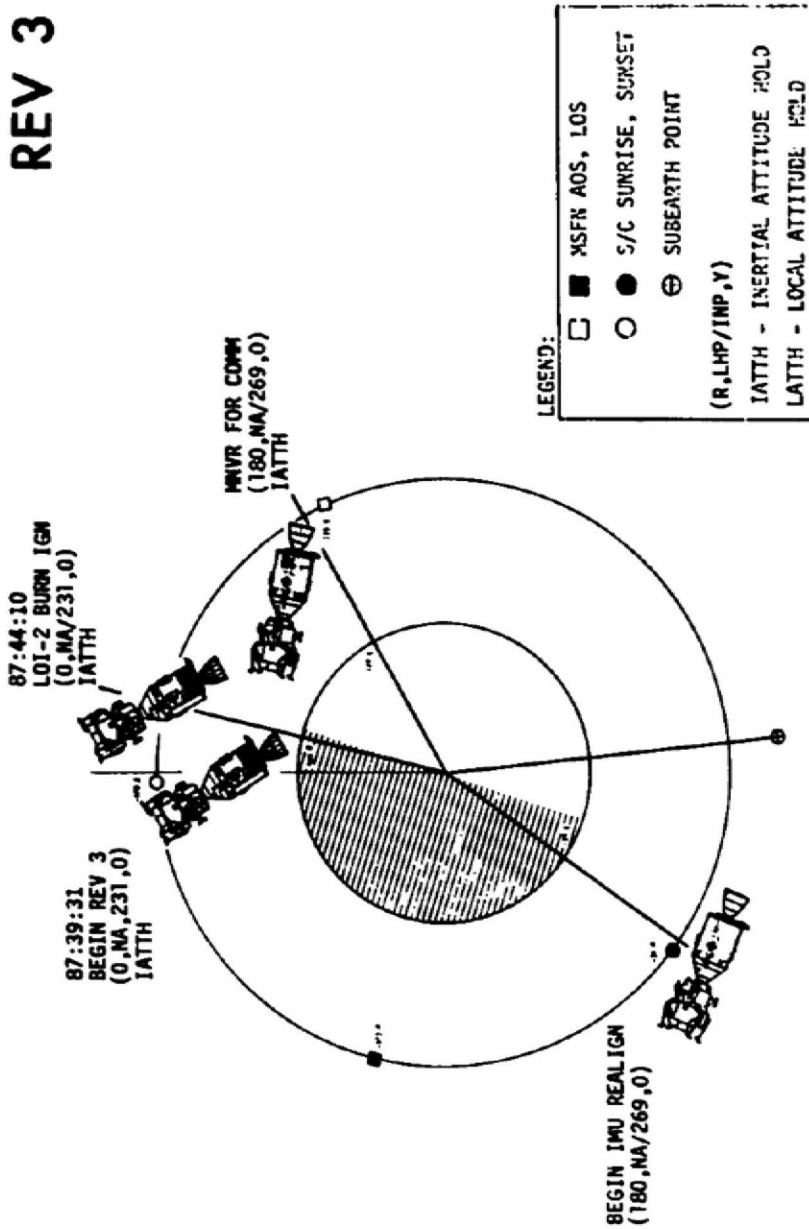 REV 3
87:44:10
LOI-2 BURN IGN
(0,NA/231,0)
IATTH
87:39:31
BEGIN REV 3
(0,NA,231,0)
IATTH
MNVR FOR COMM
(180,NA/269,0)
IATTH
BEGIN IMU REALIGN
(180,NA/269,0)
LEGEND:
MSFN AOS, LOS
S/C SUNRISE, SUNSET
SUBEARTH POINT
(R,LHP/INP,Y)
IATTH - INERTIAL ATTITUDE HOLD
LATTH - LOCAL ATTITUDE HOLD